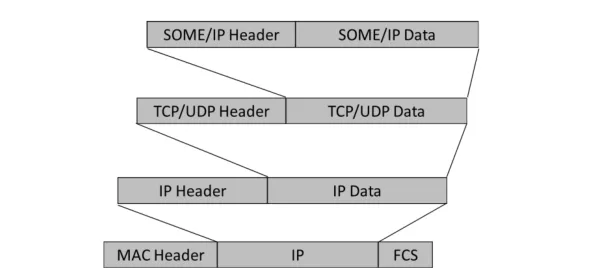 SOME/IP Header SOME/IP Data
TCP/UDP Header TCP/UDP Data
IP Header IP Data
MAC Header IP FCS